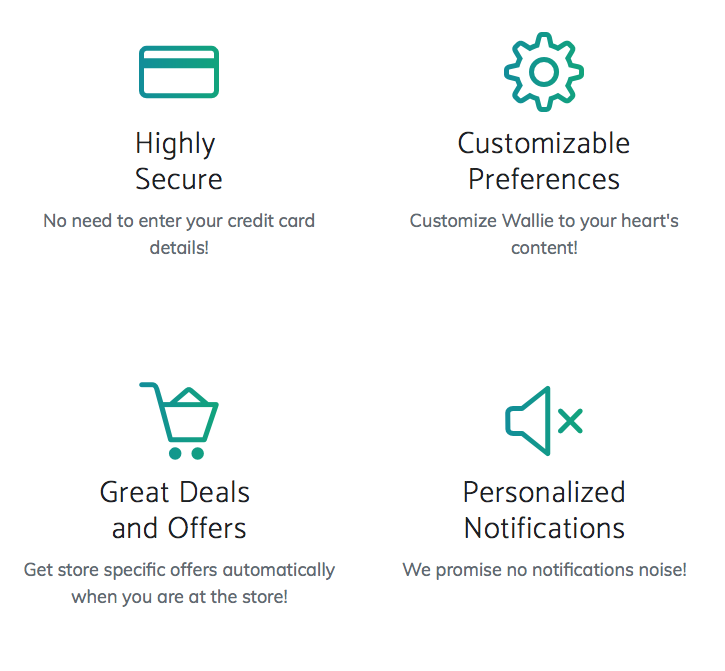 Highly
Secure
No need to enter your credit card
details!
Customizable
Preferences
Customize Wallie to your heart's
content!
Great Deals
and Offers
Get store specific offers automatically
when you are at the store!
Personalized
Notifications
We promise no notifications noise!